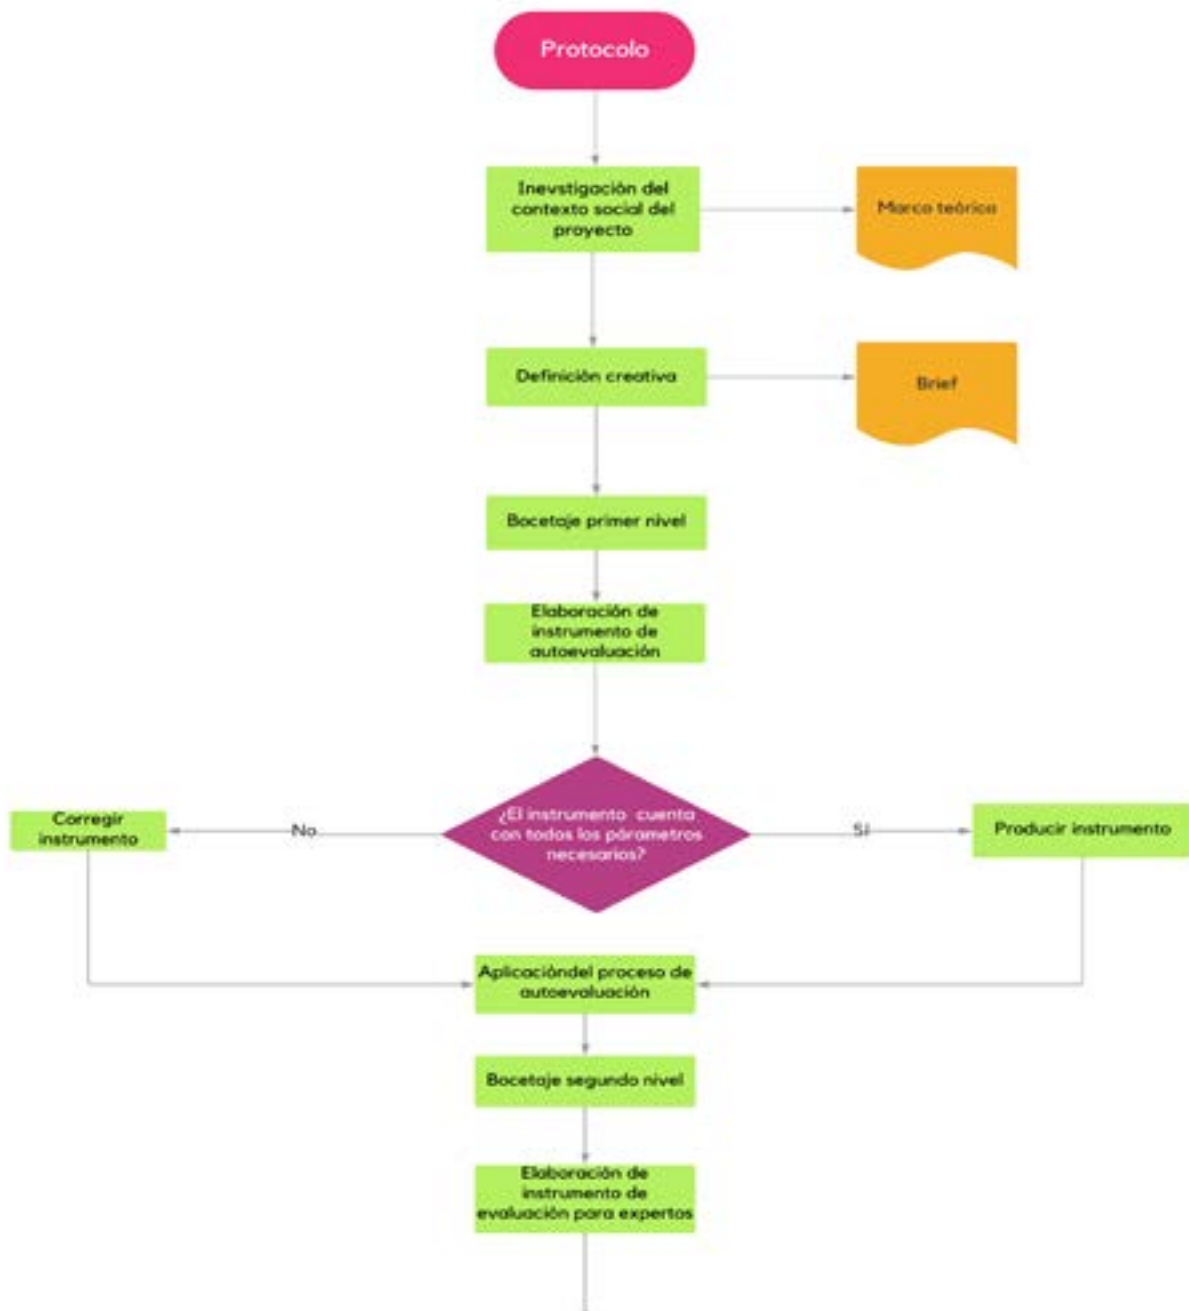 Protocolo
Inevstigación del
contexto social del
proyecto
Marco teórico
Definición creativa
Brief
Bocetaje primer nivel
Elaboración de
instrumento de
autoevaluación
¿El instrumento cuenta
con todos los párametros
necesarios?
No
Sí
Corregir
instrumento
Producir instrumento
Aplicacióndel proceso de
autoevaluación
Bocetaje segundo nivel
Elaboración de
instrumento de
evaluación para expertos